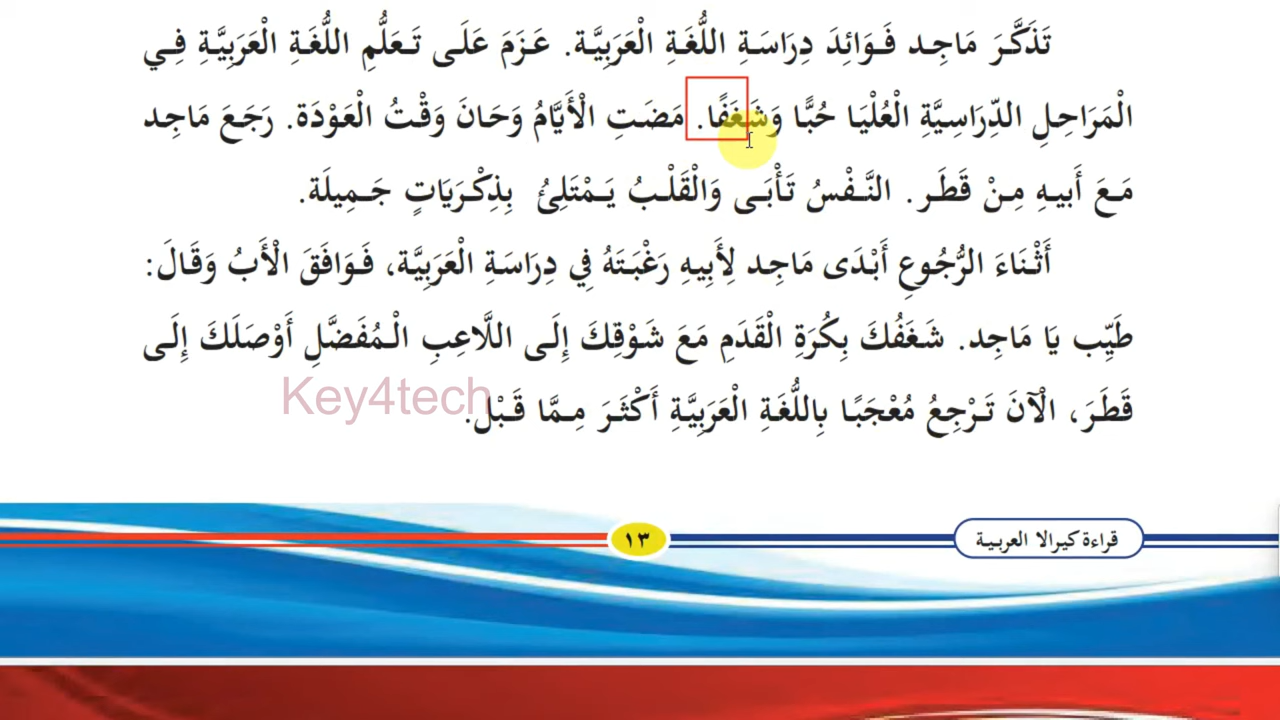 تَذَكَّرَ مَاجِد فَوَائِدَ دِرَاسَةِ اللُّغَةِ الْعَرَبِيَّة. عَزَمَ عَلَى تَعَلُّمِ اللُّغَةِ الْعَرَبِيَّةِ فِي
الْمَرَاحِلِ الدِّرَاسِيَّةِ الْعُلْيَا حُبًّا وَشَغَفًا. مَضَتِ الْأَيَّامُ وَحَانَ وَقْتُ الْعَوْدَة. رَجَعَ مَاجِد
مَعَ أَبِيهِ مِنْ قَطَر. النَّفْسُ تَأْبَى وَالْقَلْبُ يَمْتَلِئُ بِذِكْرَيَاتٍ جَمِيلَة.
أَثْنَاءَ الرُّجُوعِ أَبْدَى مَاجِد لِأَبِيهِ رَغْبَتَهُ فِي دِرَاسَةِ الْعَرَبِيَّة، فَوَافَقَ الْأَبُ وَقَالَ:
طَيِّب يَا مَاجِد. شَغَفُكَ بِكُرَةِ الْقَدَمِ مَعَ شَوْقِكَ إِلَى اللَّاعِبِ الْمُفَضَّلِ أَوْصَلَكَ إِلَى
قَطَرَ، الْآنَ تَرْجِعُ مُعْجَبًا بِاللُّغَةِ الْعَرَبِيَّةِ أَكْثَرَ مِمَّا قَبْل.
Key4tech
قراءة كيرالا العربية
١٣